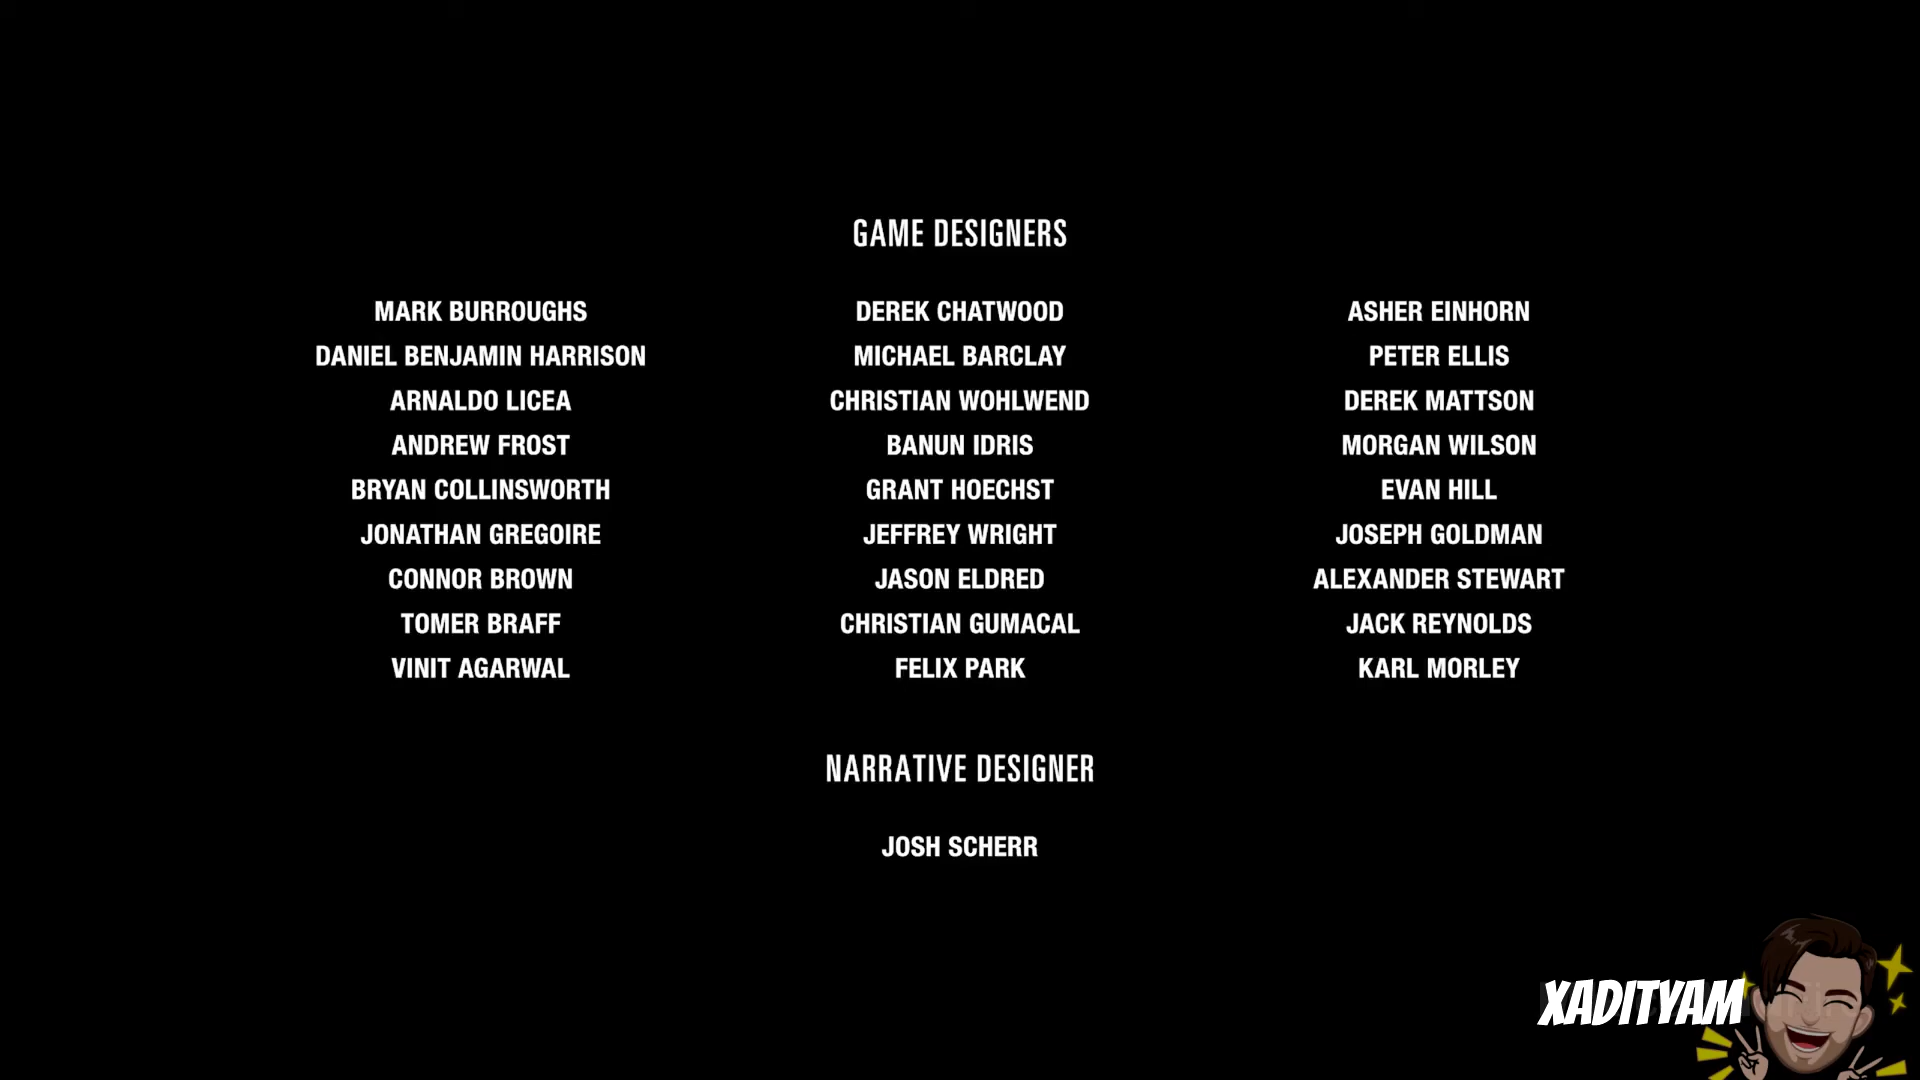 GAME DESIGNERS
MARK BURROUGHS DEREK CHATWOOD ASHER EINHORN
DANIEL BENJAMIN HARRISON MICHAEL BARCLAY PETER ELLIS
ARNALDO LICEA CHRISTIAN WOHLWEND DEREK MATTSON
ANDREW FROST BANUN IDRIS MORGAN WILSON
BRYAN COLLINSWORTH GRANT HOECHST EVAN HILL
JONATHAN GREGOIRE JEFFREY WRIGHT JOSEPH GOLDMAN
CONNOR BROWN JASON ELDRED ALEXANDER STEWART
TOMER BRAFF CHRISTIAN GUMACAL JACK REYNOLDS
VINIT AGARWAL FELIX PARK KARL MORLEY
NARRATIVE DESIGNER
JOSH SCHERR
XADITYAM